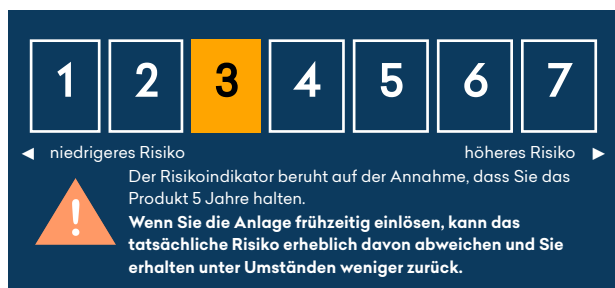 1 2 3 4 5 6 7
◄ niedrigeres Risiko höheres Risiko ►
Der Risikoindikator beruht auf der Annahme, dass Sie das
Produkt 5 Jahre halten.
!
Wenn Sie die Anlage frühzeitig einlösen, kann das
tatsächliche Risiko erheblich davon abweichen und Sie
erhalten unter Umständen weniger zurück.